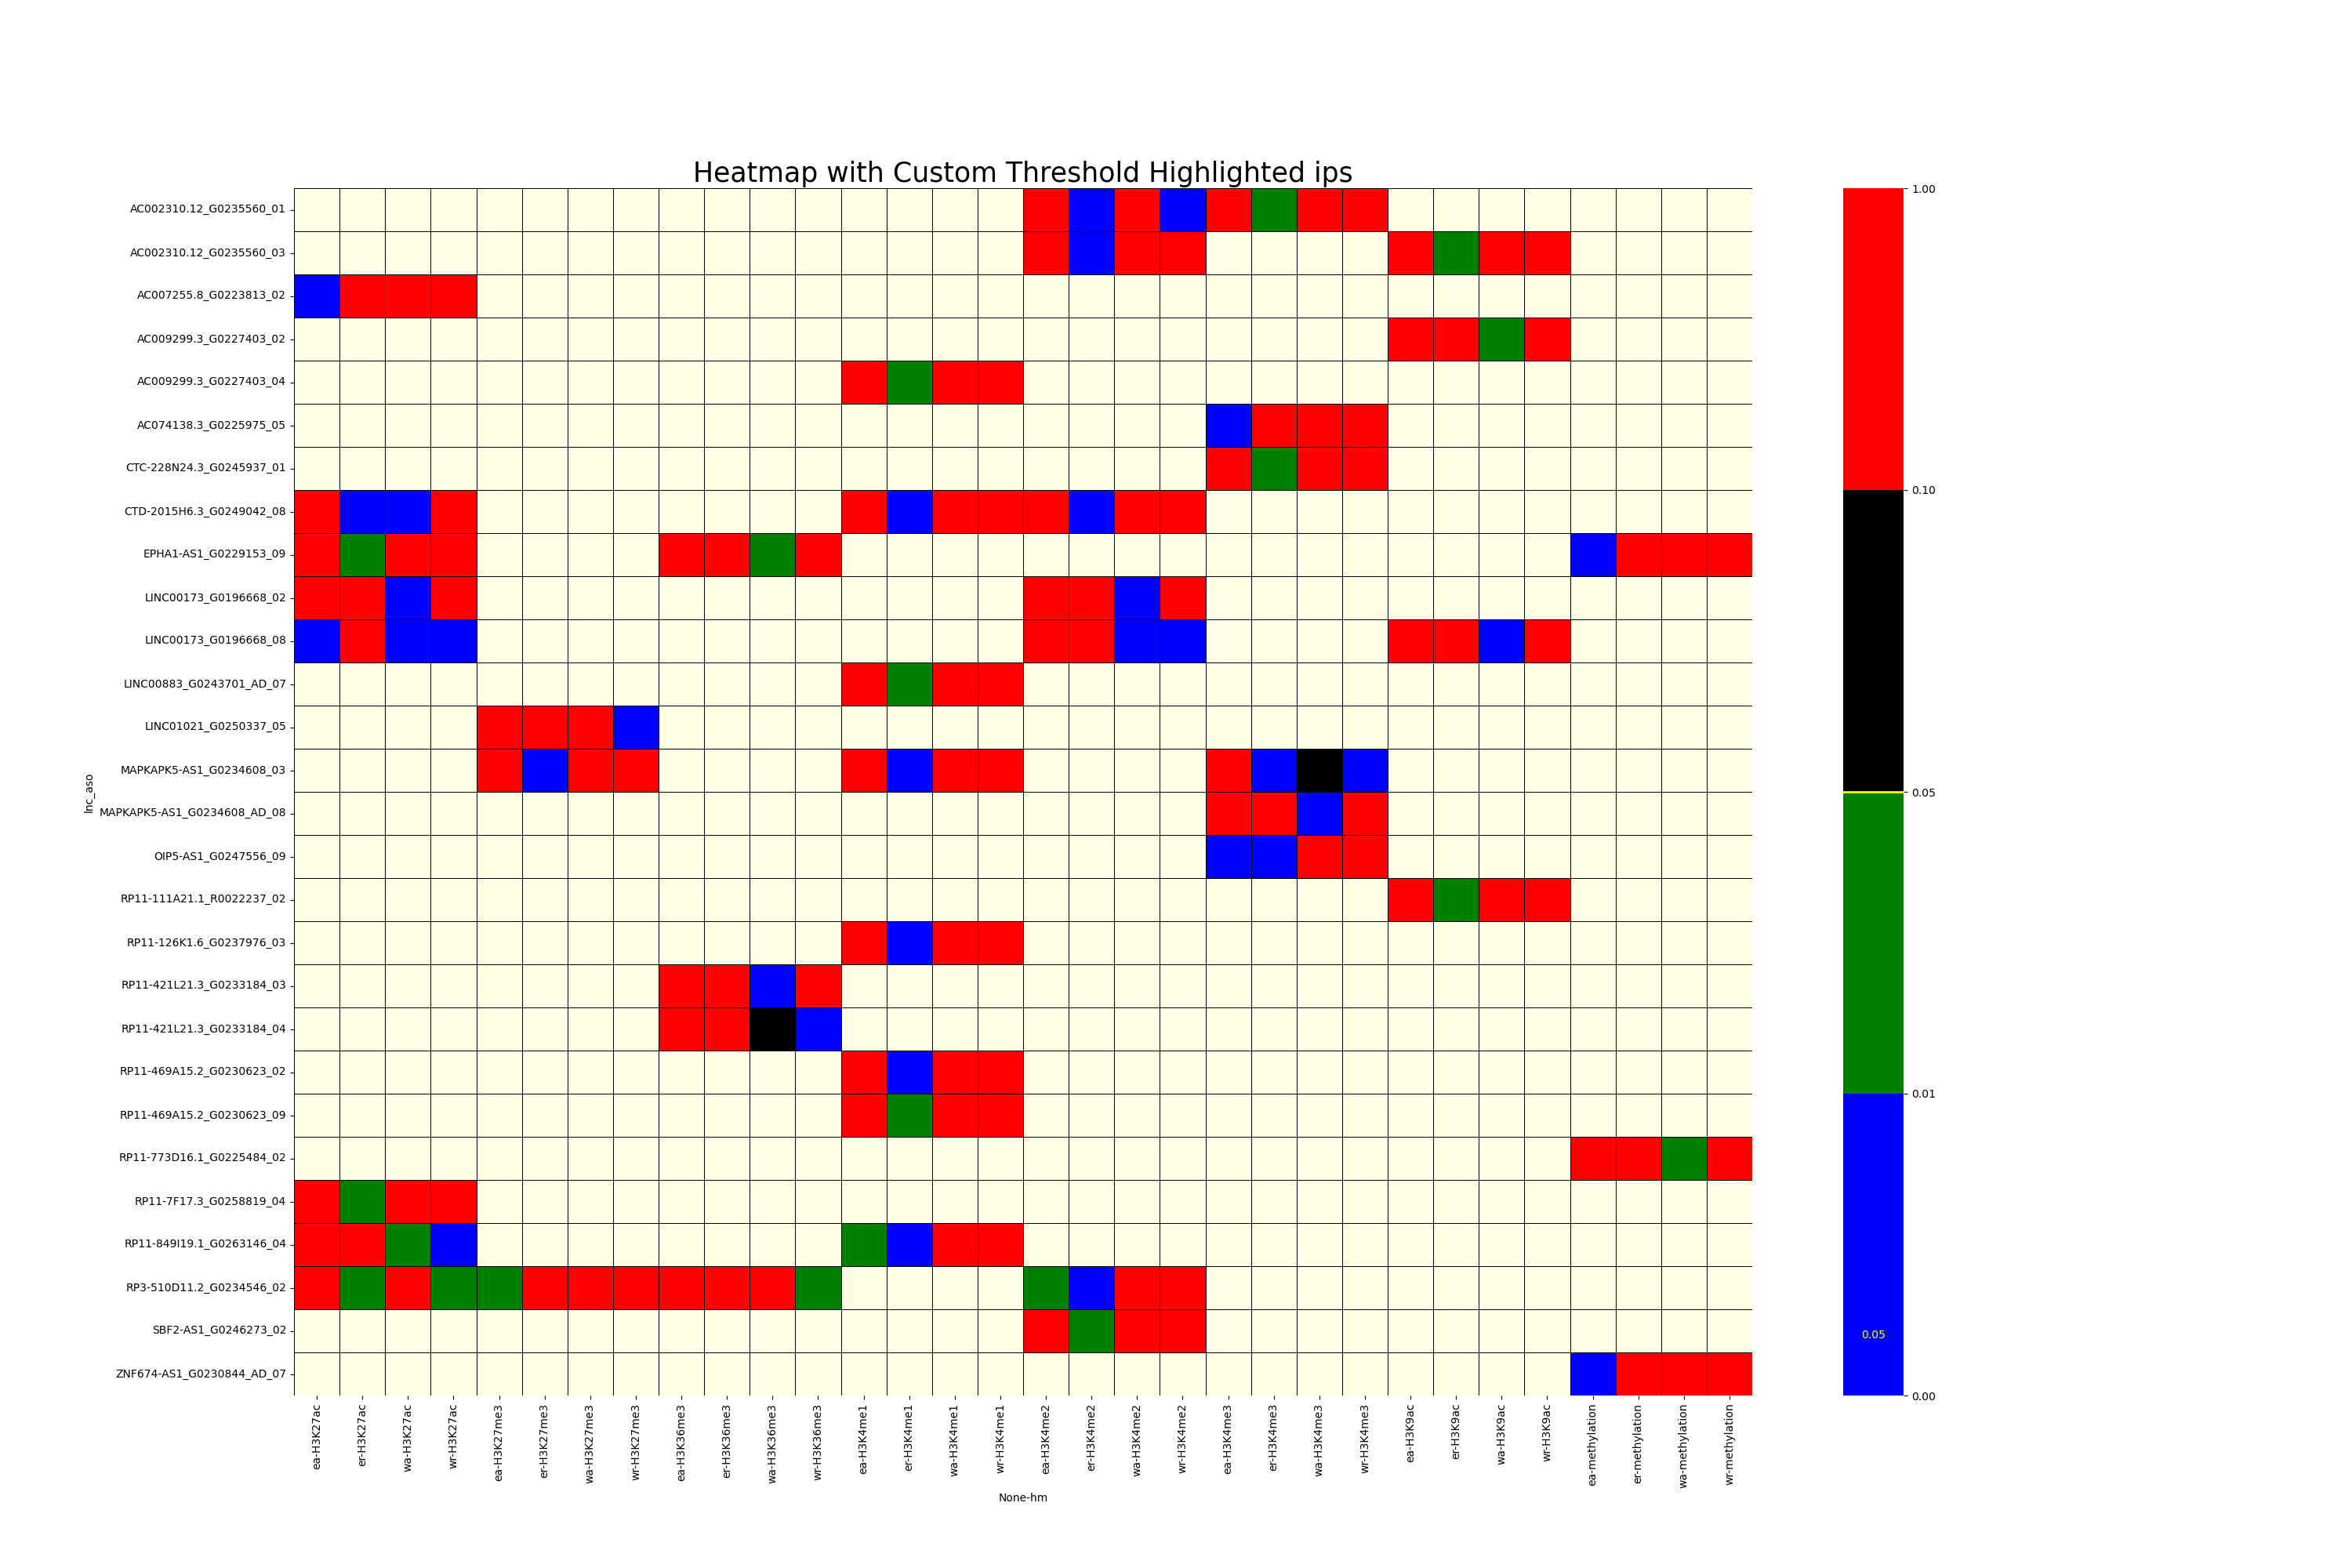 Heatmap with Custom Threshold Highlighted ips
AC002310.12_G0235560_01
AC002310.12_G0235560_03
AC007255.8_G0223813_02
AC009299.3_G0227403_02
AC009299.3_G0227403_04
AC074138.3_G0225975_05
CTC-228N24.3_G0245937_01
CTD-2015H6.3_G0249042_08
EPHA1-AS1_G0229153_09
LINC00173_G0196668_02
LINC00173_G0196668_08
LINC00883_G0243701_AD_07
LINC01021_G0250337_05
MAPKAPK5-AS1_G0234608_03
MAPKAPK5-AS1_G0234608_AD_08
OIP5-AS1_G0247556_09
RP11-111A21.1_R0022237_02
RP11-126K1.6_G0237976_03
RP11-421L21.3_G0233184_03
RP11-421L21.3_G0233184_04
RP11-469A15.2_G0230623_02
RP11-469A15.2_G0230623_09
RP11-773D16.1_G0225484_02
RP11-7F17.3_G0258819_04
RP11-849I19.1_G0263146_04
RP3-510D11.2_G0234546_02
SBF2-AS1_G0246273_02
ZNF674-AS1_G0230844_AD_07
lnc_aso
ea-H3K27ac
er-H3K27ac
wa-H3K27ac
wr-H3K27ac
ea-H3K27me3
er-H3K27me3
wa-H3K27me3
wr-H3K27me3
ea-H3K36me3
er-H3K36me3
wa-H3K36me3
wr-H3K36me3
ea-H3K4me1
er-H3K4me1
wa-H3K4me1
wr-H3K4me1
ea-H3K4me2
er-H3K4me2
wa-H3K4me2
wr-H3K4me2
ea-H3K4me3
er-H3K4me3
wa-H3K4me3
wr-H3K4me3
ea-H3K9ac
er-H3K9ac
wa-H3K9ac
wr-H3K9ac
ea-methylation
er-methylation
wa-methylation
wr-methylation
None-hm
1.00
0.10
0.05
0.01
0.05
0.00